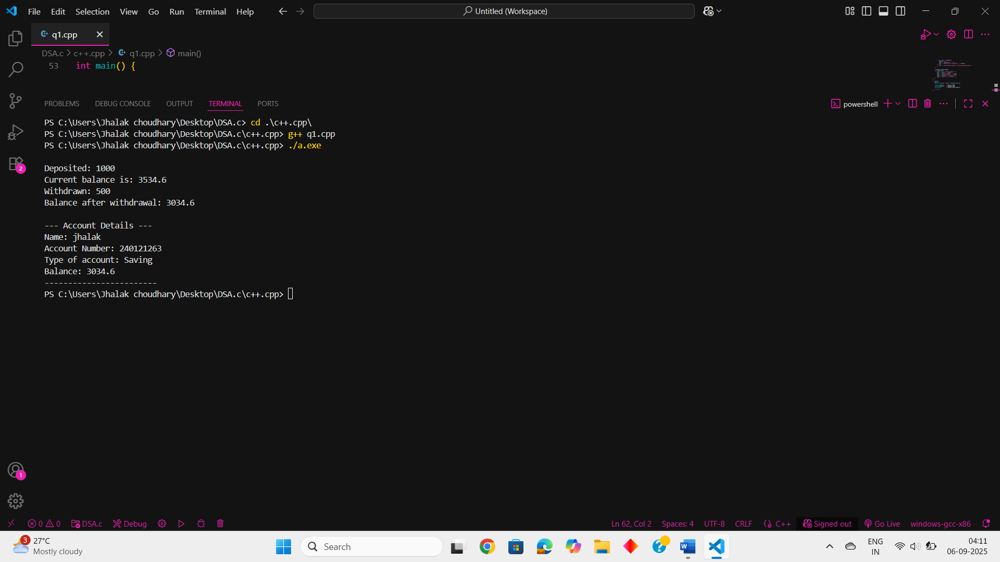 File Edit Selection View Go Run Terminal Help
Untitled (Workspace)
q1.cpp
DSA.c > c++.cpp > q1.cpp > main()
53 int main() {
PROBLEMS DEBUG CONSOLE OUTPUT TERMINAL PORTS
powershell
PS C:\Users\Jhalak choudhary\Desktop\DSA.c> cd .\c++.cpp\
PS C:\Users\Jhalak choudhary\Desktop\DSA.c\c++.cpp> g++ q1.cpp
PS C:\Users\Jhalak choudhary\Desktop\DSA.c\c++.cpp> ./a.exe
Deposited: 1000
Current balance is: 3534.6
Withdrawn: 500
Balance after withdrawal: 3034.6
--- Account Details ---
Name: jhalak
Account Number: 240121263
Type of account: Saving
Balance: 3034.6
------------------------
PS C:\Users\Jhalak choudhary\Desktop\DSA.c\c++.cpp>
2
1
0 0 DSA.c Debug
Ln 62, Col 2 Spaces: 4 UTF-8 CRLF {} C++ Signed out Go Live windows-gcc-x86
3
27°C
Mostly cloudy
Search
ENG
IN
04:11
06-09-2025